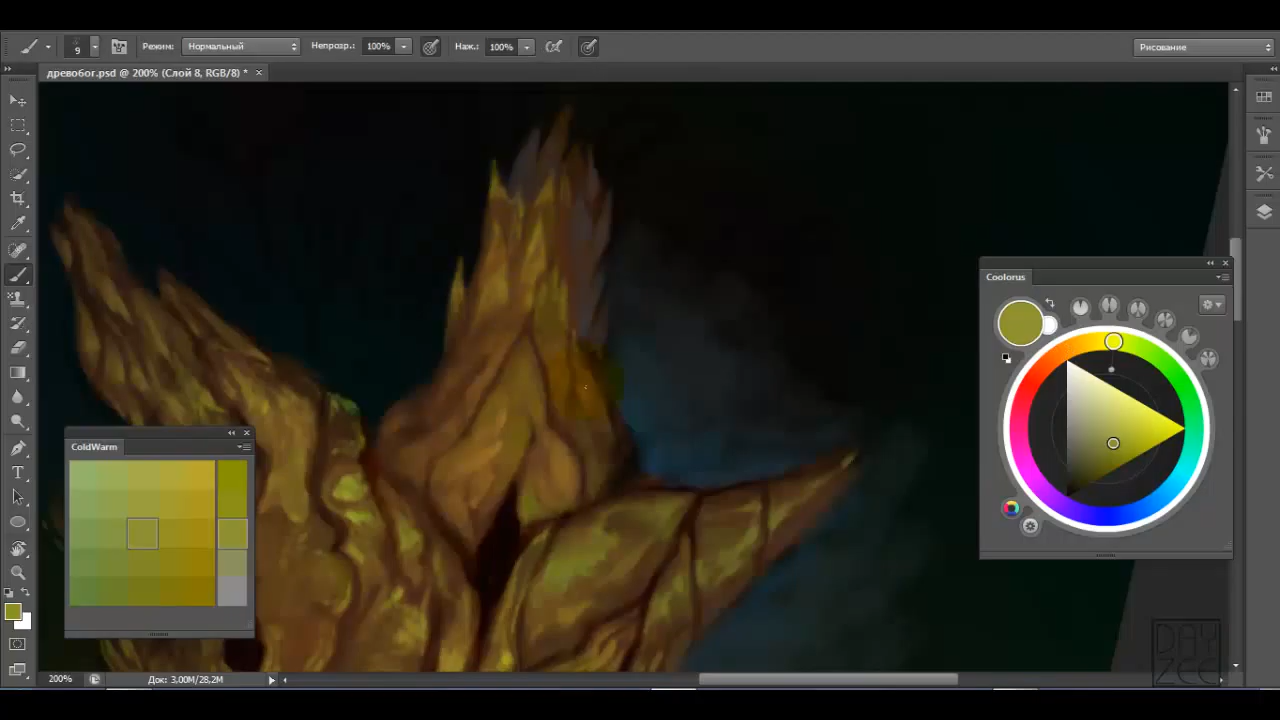 9
Режим:
Нормальный
Непрозр.:
100%
Наж.:
100%
Рисование
древобог.psd @ 200% (Слой 8, RGB/8) *
Coolorus
ColdWarm
T
200%
Док: 3,00M/28,2M
DAY
ZEE